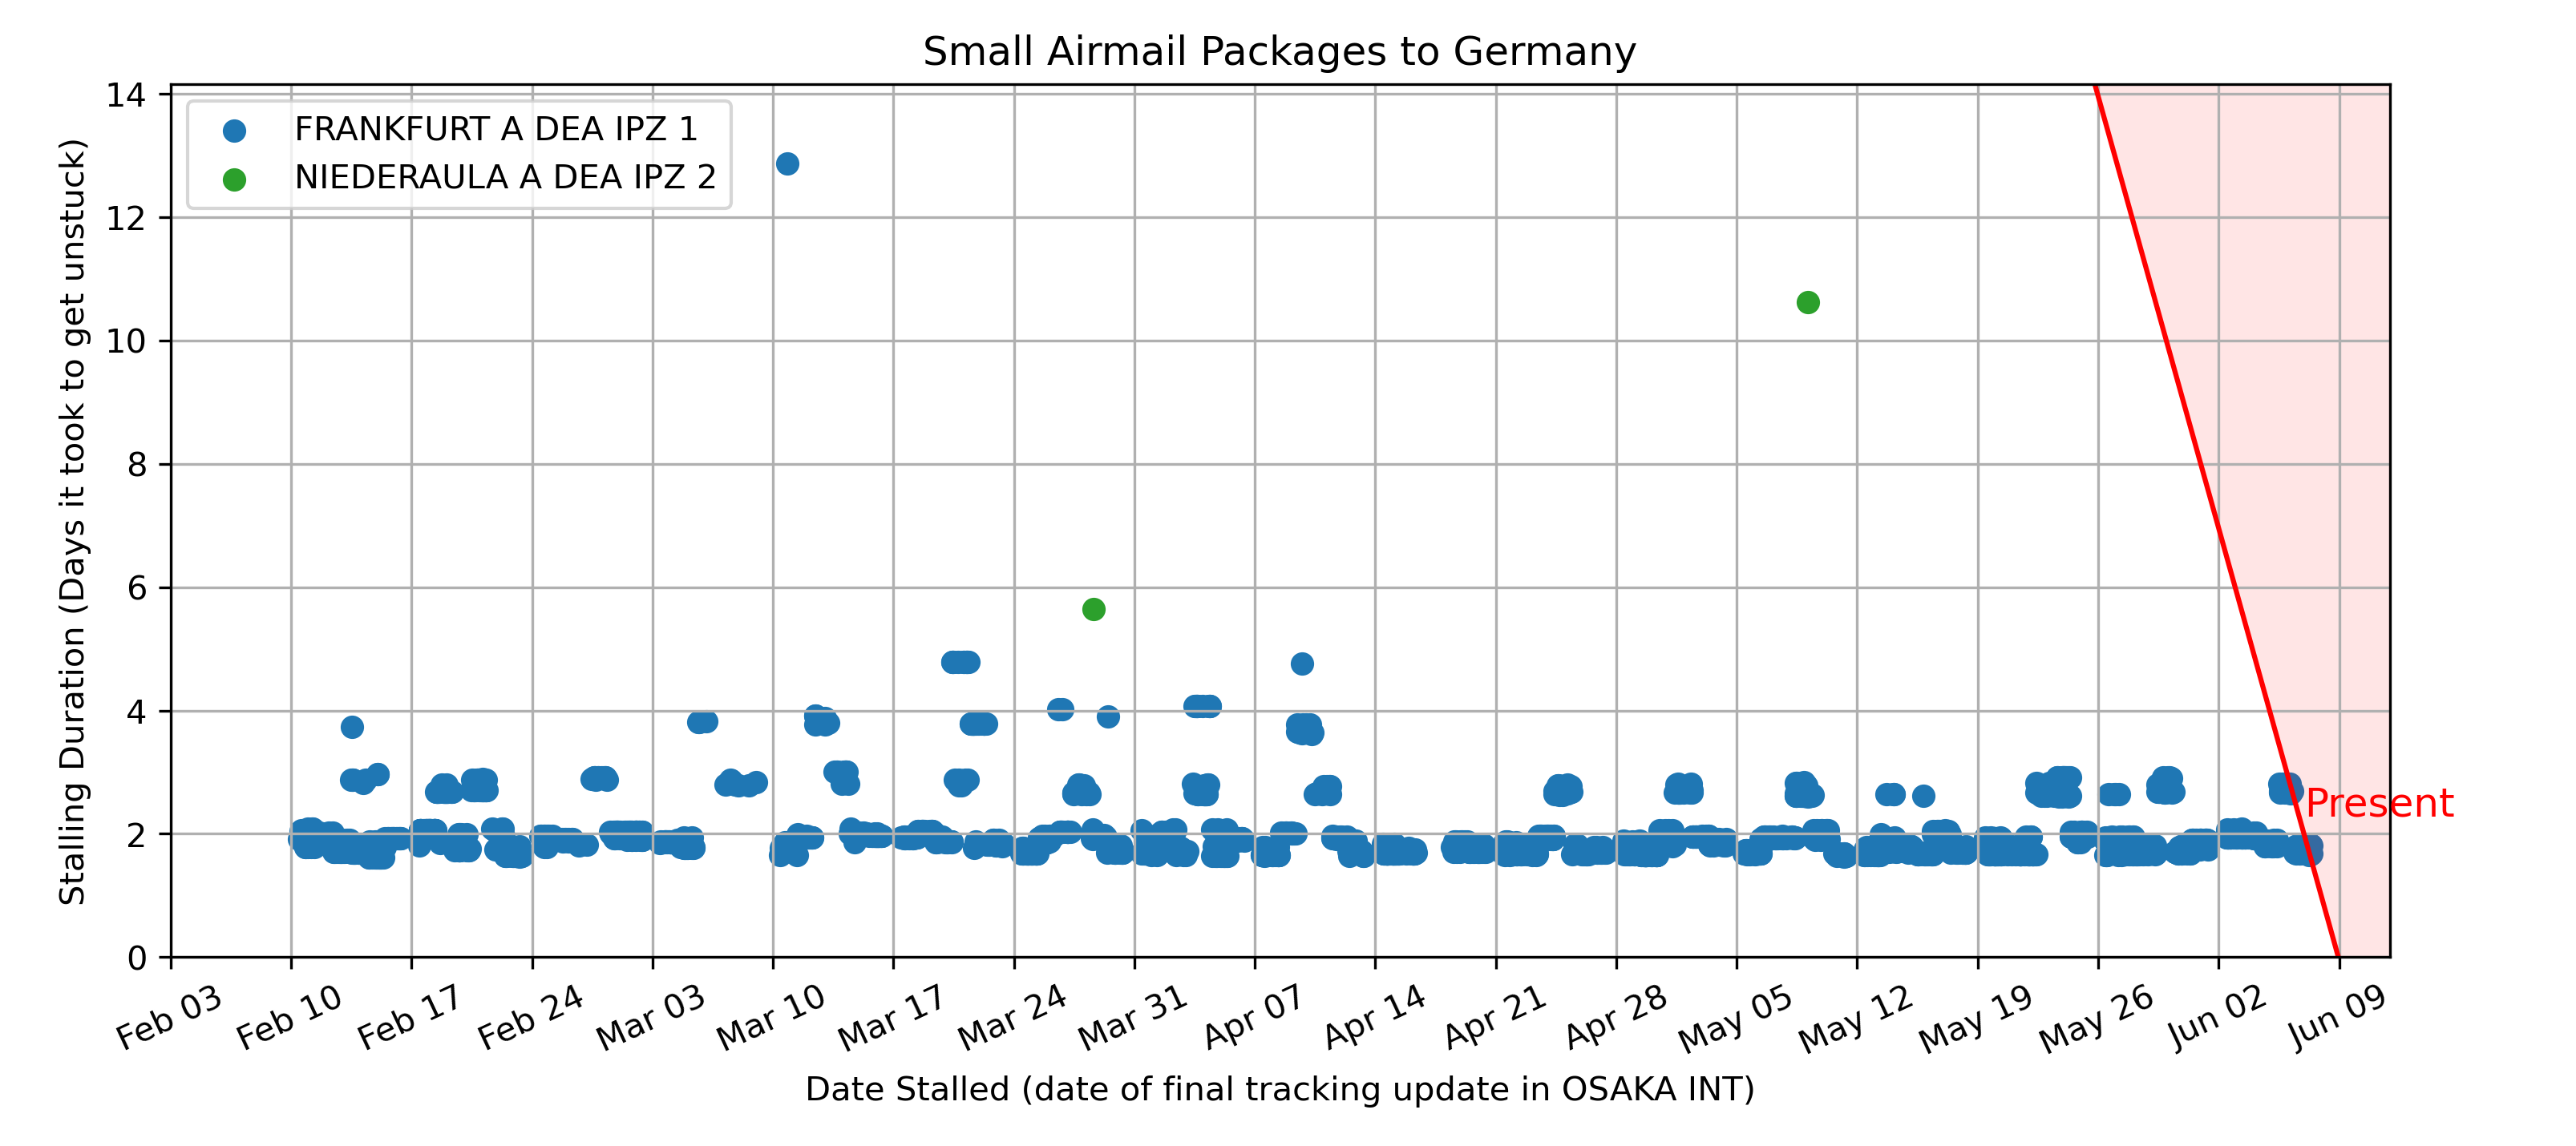 Small Airmail Packages to Germany
FRANKFURT A DEA IPZ 1
NIEDERAULA A DEA IPZ 2
Stalling Duration (Days it took to get unstuck)
14
12
10
8
6
4
2
0
Present
Feb 03
Feb 10
Feb 17
Feb 24
Mar 03
Mar 10
Mar 17
Mar 24
Mar 31
Apr 07
Apr 14
Apr 21
Apr 28
May 05
May 12
May 19
May 26
Jun 02
Jun 09
Date Stalled (date of final tracking update in OSAKA INT)